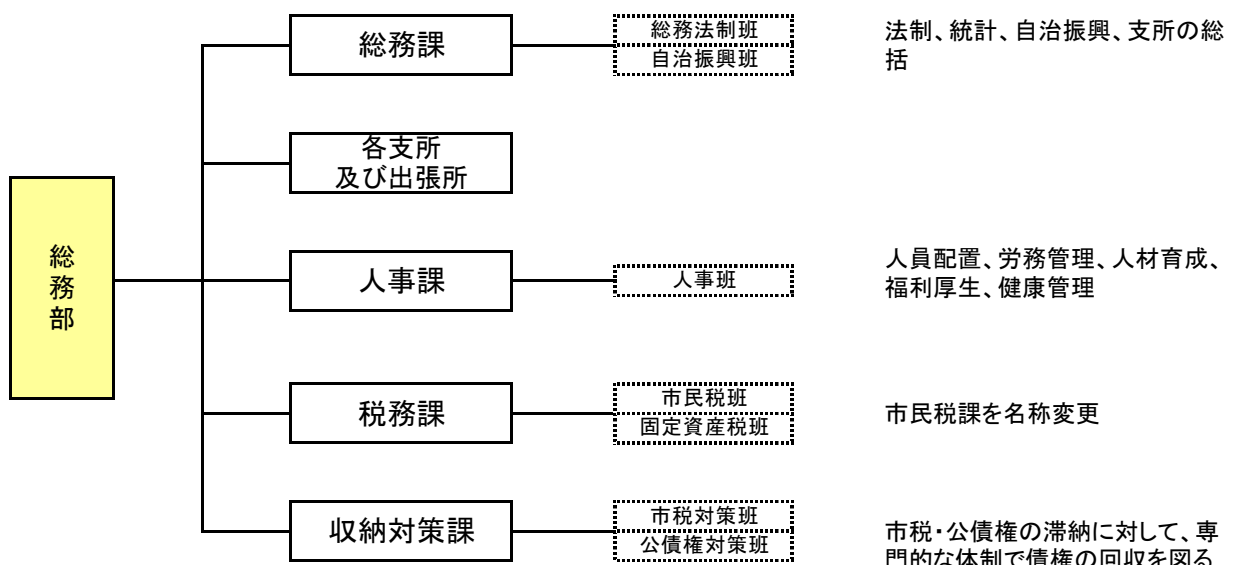 総務課
総務法制班
自治振興班
法制、統計、自治振興、支所の総
括
各支所
及び出張所
総務部
人事課
人事班
人員配置、労務管理、人材育成、
福利厚生、健康管理
税務課
市民税班
固定資産税班
市民税課を名称変更
収納対策課
市税対策班
公債権対策班
市税・公債権の滞納に対して、専
門的な体制で債権の回収を図る